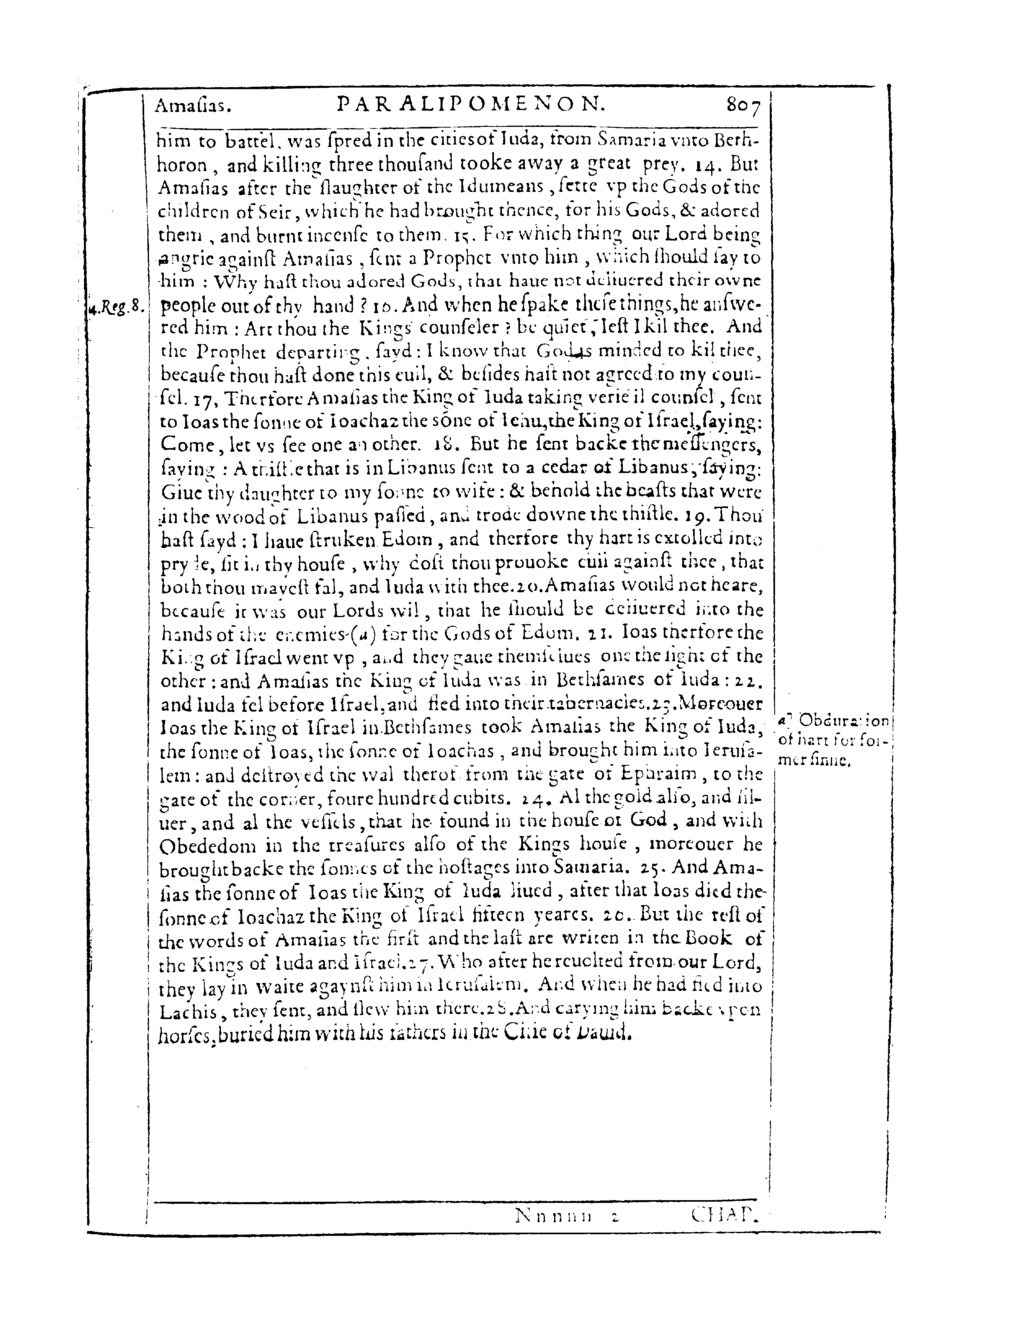 Amaſias. PARALIPOMENON. 807
him to battel, was ſpred in the cities of Iuda, from Samaria vnto Beth-
horon, and killing three thouſand tooke away a great prey. 14. But
Amaſias after the ſlaughter of the Idumeans, ſette vp the Gods of the
children of Seir, which he had brought thence, for his Gods, & adored
them, and burnt incenſe to them. 15. For which thing our Lord being
angrie againſt Amaſias, ſent a Prophet vnto him, which ſhould ſay to
him : Why haſt thou adored Gods, that haue not deliuered their owne
4.Reg.8.
people out of thy hand ? 16. And when he ſpake theſe things, he anſwe-
red him : Art thou the Kings counſeler ? be quiet, leſt I kil thee. And
the Prophet departing, ſayd : I know that God is minded to kil thee,
becauſe thou haſt done this euil, & beſides haſt not agreed to my coun-
ſel. 17. Therfore Amaſias the King of Iuda taking verie il counſel, ſent
to Ioas the ſonne of Ioachaz the sōne of Iehu, the King of Iſrael, ſaying:
Come, let vs ſee one an other. 18. But he ſent backe the meſſengers,
ſaying : A thiſtle that is in Libanus ſent to a cedar of Libanus, ſaying:
Giue thy daughter to my ſonne to wife : & behold the beaſts that were
in the wood of Libanus paſſed, and trode downe the thiſtle. 19. Thou
haſt ſayd : I haue ſtruken Edom, and therfore thy hart is extolled into
pryde, ſit in thy houſe, why doſt thou prouoke euil againſt thee, that
both thou mayeſt fal, and Iuda with thee. 20. Amaſias would not heare,
becauſe it was our Lords wil, that he ſhould be deliuered into the
hands of the enemies (a) for the Gods of Edom. 21. Ioas therfore the
King of Iſrael went vp, and they gaue themſelues one the ſight of the
other : and Amaſias the King of Iuda was in Bethſames of Iuda : 22.
and Iuda fel before Iſrael, and fled into their tabernacles. 23. Moreouer
Ioas the King of Iſrael in Bethſames took Amaſias the King of Iuda,
the ſonne of Ioas, the ſonne of Ioachas, and brought him into Ieruſa-
lem : and deſtroyed the wal therof from the gate of Ephraim, to the
gate of the corner, foure hundred cubits. 24. Al the gold alſo, and ſil-
uer, and al the veſſels, that he found in the houſe of God, and with
Obededom in the treaſures alſo of the Kings houſe, moreouer he
brought backe the ſonnes of the hoſtages into Samaria. 25. And Ama-
ſias the ſonne of Ioas the King of Iuda liued, after that Ioas died the
ſonne of Ioachaz the King of Iſrael fifteen yeares. 26. But the reſt of
the words of Amaſias the firſt and the laſt are writen in the Book of
the Kings of Iuda and Iſrael. 27. Who after he reuolted from our Lord,
they lay in waite agaynſt him in Ieruſalem. And when he had fled into
Lachis, they ſent, and ſlew him there. 28. And carying him backe vpon
horſes, buried him with his fathers in the Citie of Dauid.
a) Obduration
of hart for for-
mer ſinne.
Nnnnn 2 CHAP.